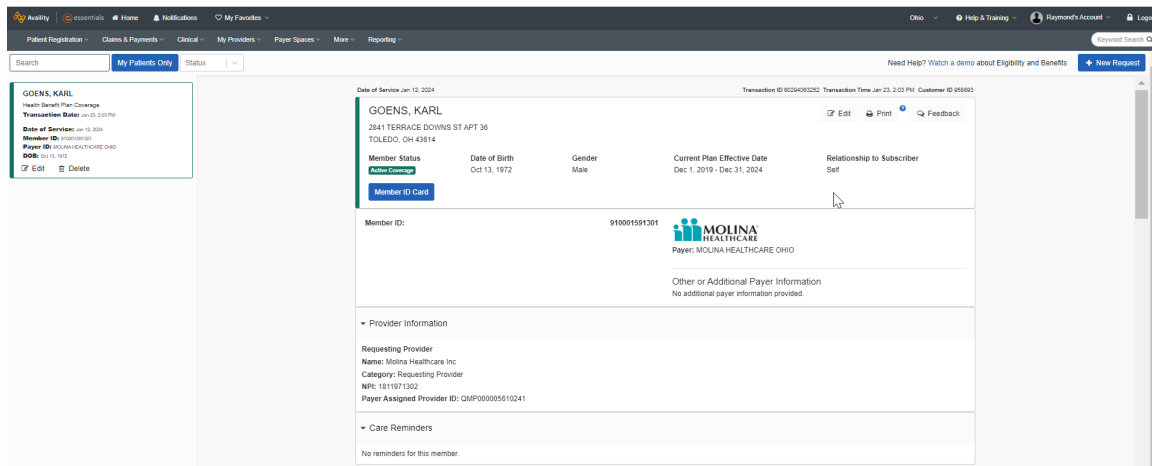 Availity essentials Home Notifications My Favorites Ohio Help & Training Raymond's Account Logo
Patient Registration Claims & Payments Clinical My Providers Payer Spaces More Reporting Keyword Search
Search My Patients Only Status Need Help? Watch a demo about Eligibility and Benefits + New Request
GOENS, KARL
Health Benefit Plan Coverage
Transaction Date: Jan 23, 2:03 PM
Date of Service: Jan 12, 2024
Member ID: 910001591301
Payer ID: MOLINA HEALTHCARE OHIO
DOB: Oct 13, 1972
Edit Delete
Date of Service Jan 12, 2024 Transaction ID 60294063252 Transaction Time Jan 23, 2:03 PM Customer ID 958693
GOENS, KARL Edit Print Feedback
2841 TERRACE DOWNS ST APT 36
TOLEDO, OH 43614
Member Status Date of Birth Gender Current Plan Effective Date Relationship to Subscriber
Active Coverage Oct 13, 1972 Male Dec 1, 2019 - Dec 31, 2024 Self
Member ID Card
Member ID: 910001591301
MOLINA
HEALTHCARE
Payer: MOLINA HEALTHCARE OHIO
Other or Additional Payer Information
No additional payer information provided.
Provider Information
Requesting Provider
Name: Molina Healthcare Inc
Category: Requesting Provider
NPI: 1811971302
Payer Assigned Provider ID: QMP000005610241
Care Reminders
No reminders for this member.